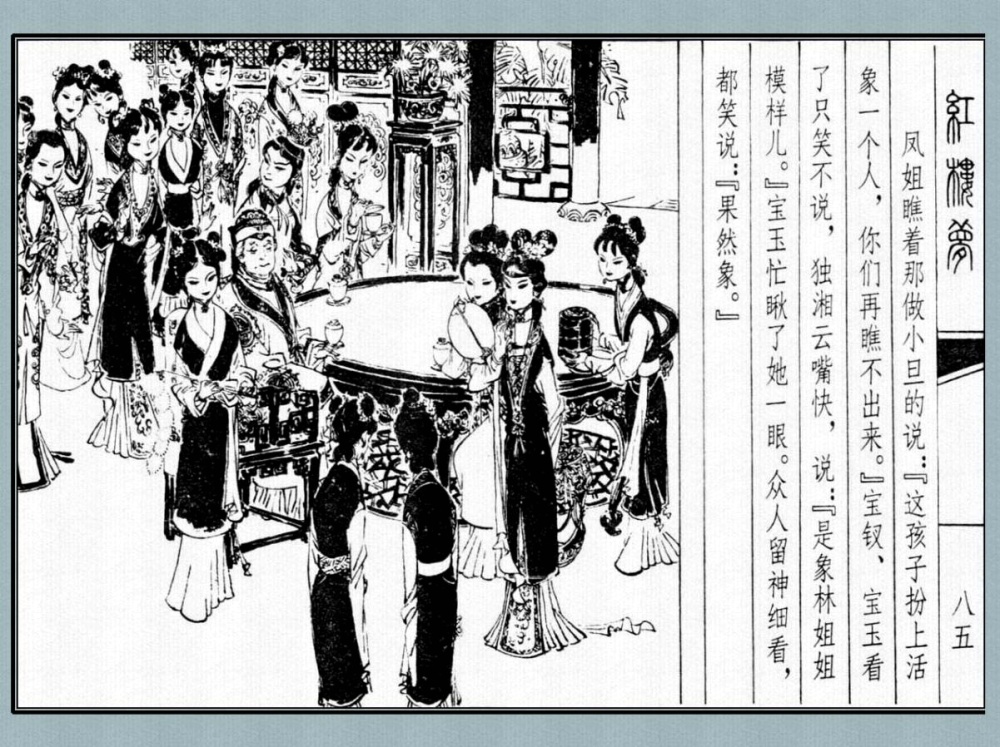 紅樓夢
八五
凤姐瞧着那做小旦的说：『这孩子扮上活
象一个人，你们再瞧不出来。』宝钗、宝玉看
了只笑不说，独湘云嘴快，说：『是象林姐姐
模样儿。』宝玉忙瞅了她一眼。众人留神细看，
都笑说：『果然象。』